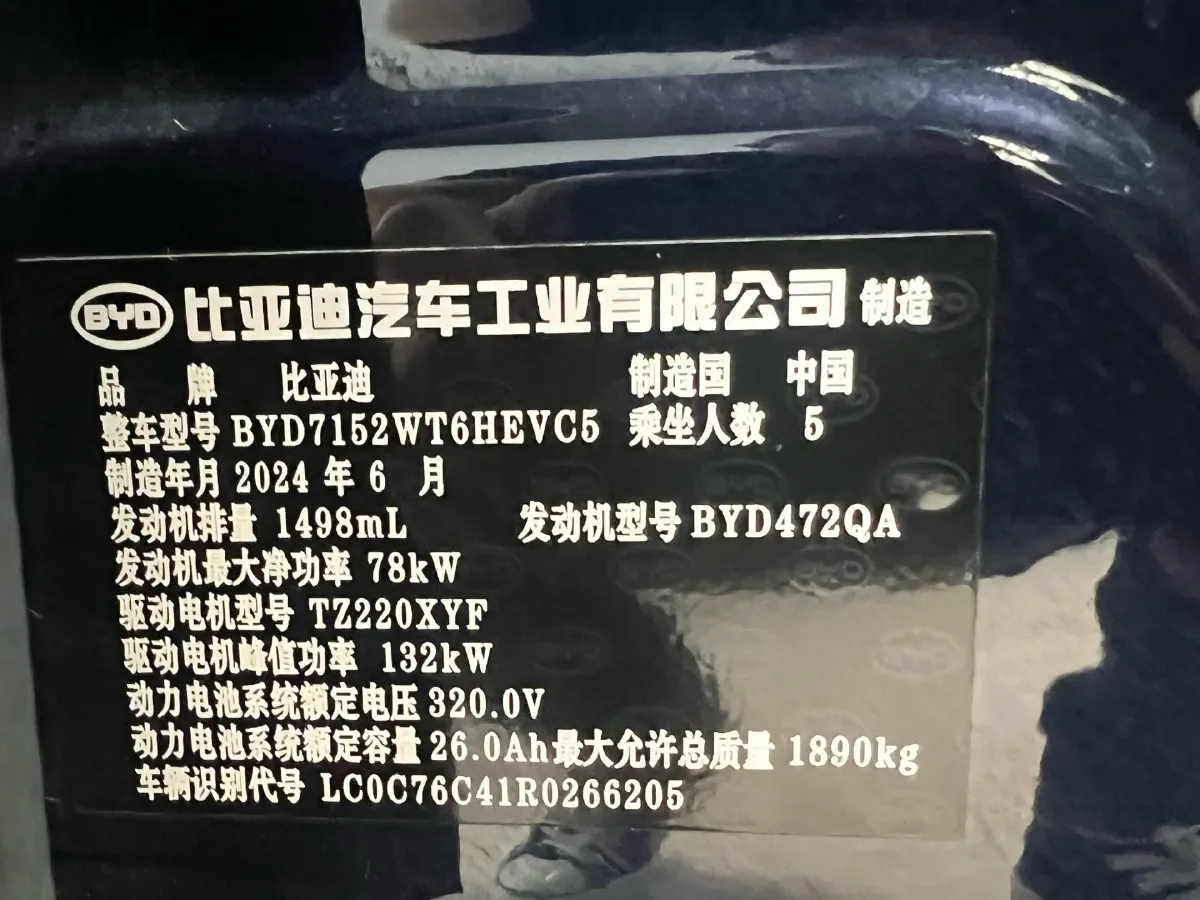 BYD 比亚迪汽车工业有限公司 制造
品 牌 比亚迪 制造国 中国
整车型号 BYD7152WT6HEVC5 乘坐人数 5
制造年月 2024 年 6 月
发动机排量 1498mL 发动机型号 BYD472QA
发动机最大净功率 78kW
驱动电机型号 TZ220XYF
驱动电机峰值功率 132kW
动力电池系统额定电压 320.0V
动力电池系统额定容量 26.0Ah 最大允许总质量 1890kg
车辆识别代号 LC0C76C41R0266205